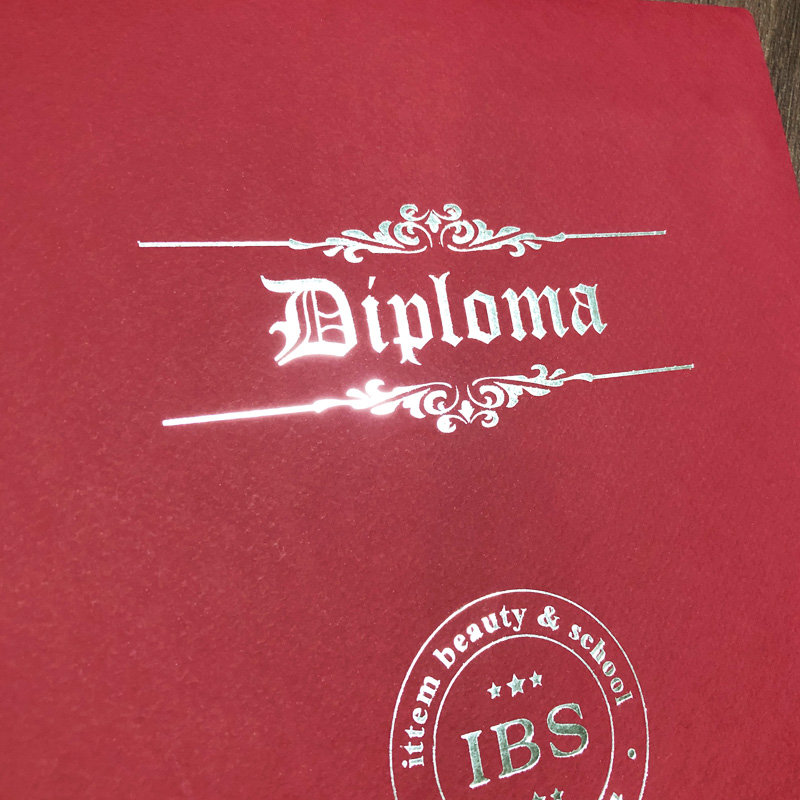 Diploma
ittem beauty & school
IBS